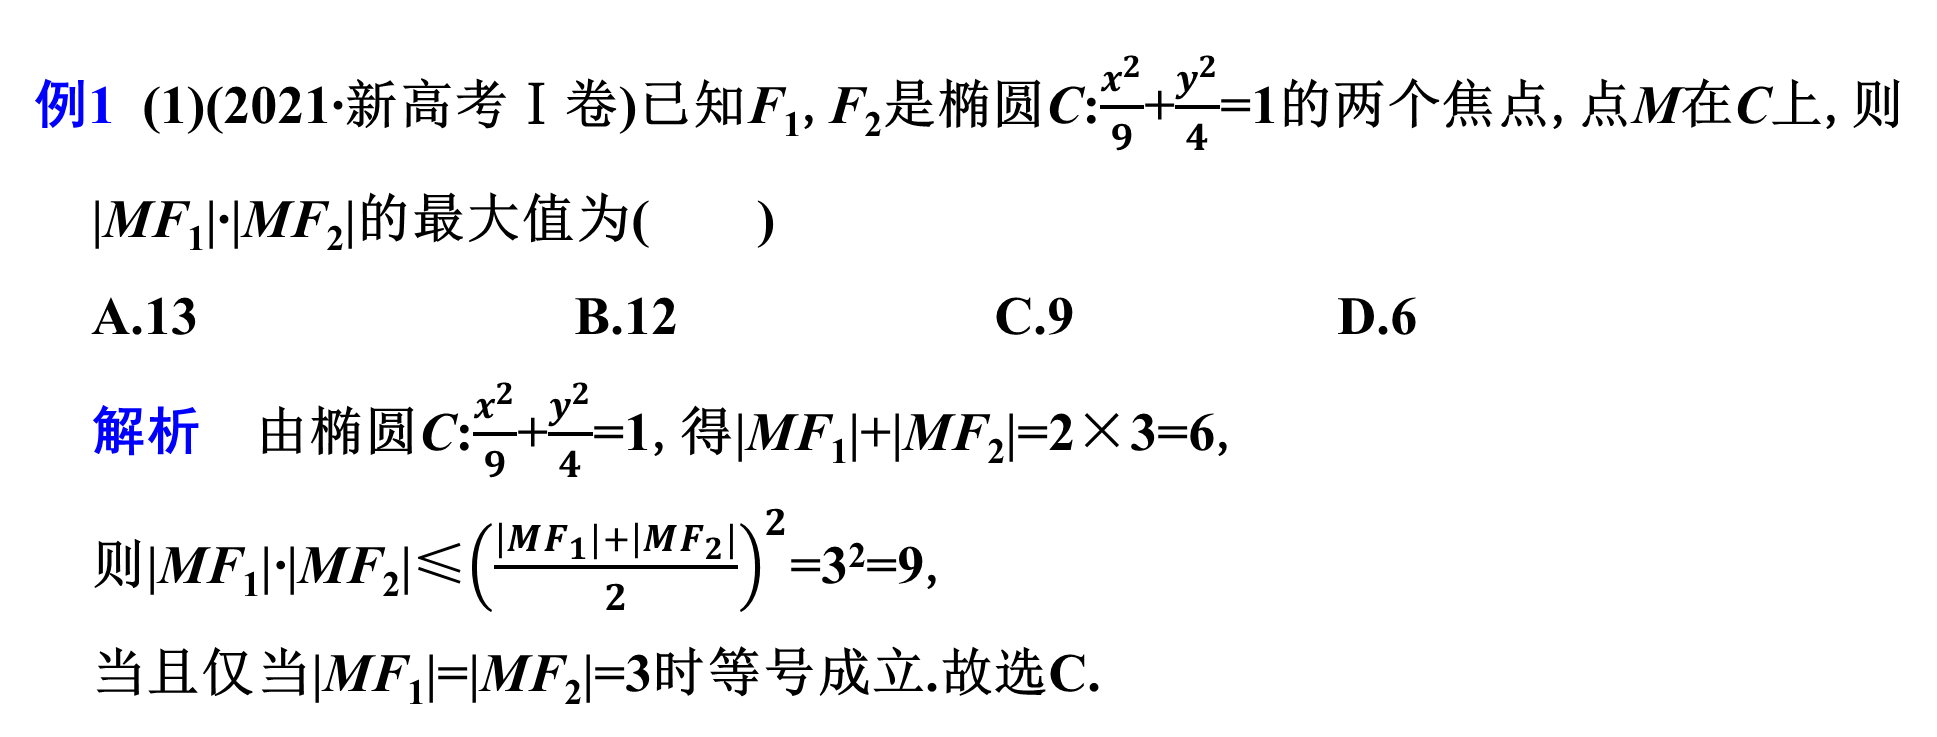 例1 (1)(2021·新高考Ⅰ卷)已知F₁, F₂是椭圆C:x²/9+y²/4=1的两个焦点, 点M在C上, 则
|MF₁|·|MF₂|的最大值为(  )
A.13 B.12 C.9 D.6
解析 由椭圆C:x²/9+y²/4=1, 得|MF₁|+|MF₂|=2×3=6,
则|MF₁|·|MF₂|≤((|MF₁|+|MF₂|)/2)²=3²=9,
当且仅当|MF₁|=|MF₂|=3时等号成立.故选C.